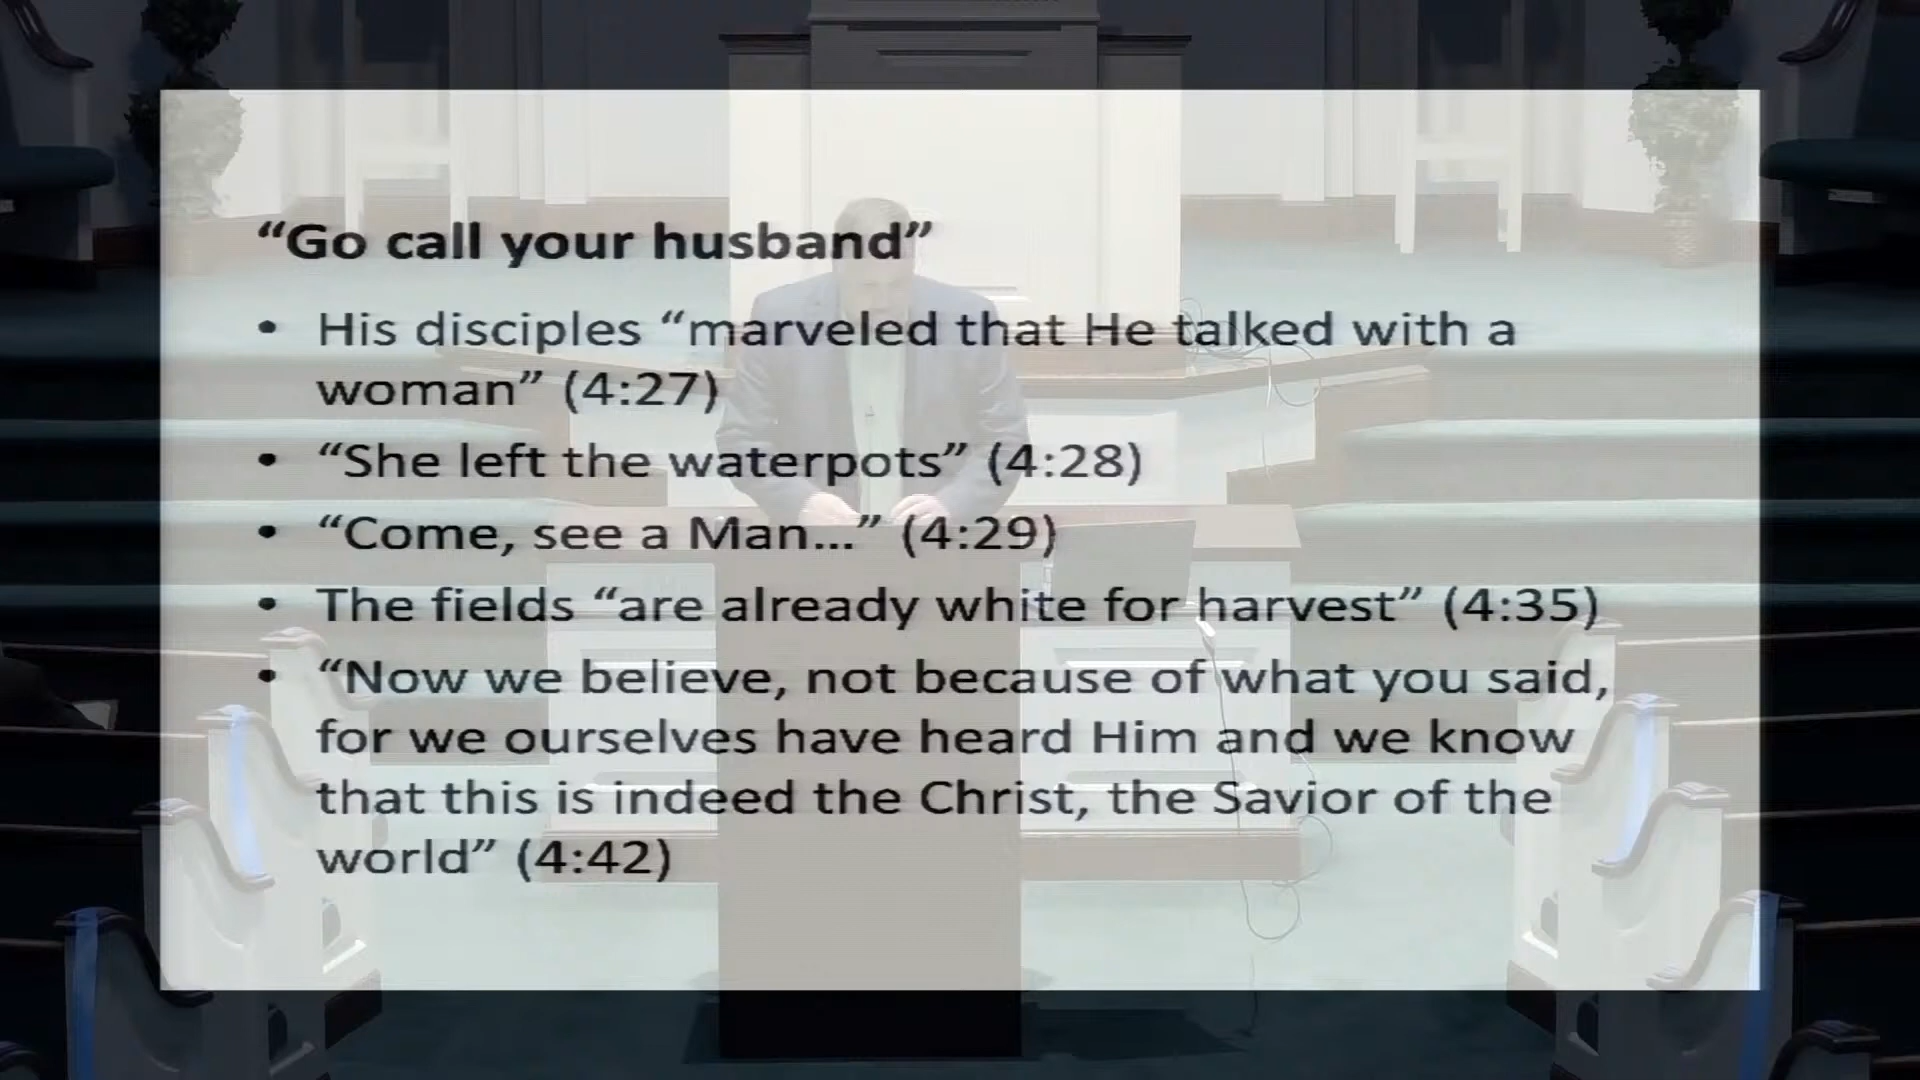 “Go call your husband”
• His disciples “marveled that He talked with a
woman” (4:27)
• “She left the waterpots” (4:28)
• “Come, see a Man...” (4:29)
• The fields “are already white for harvest” (4:35)
• “Now we believe, not because of what you said,
for we ourselves have heard Him and we know
that this is indeed the Christ, the Savior of the
world” (4:42)